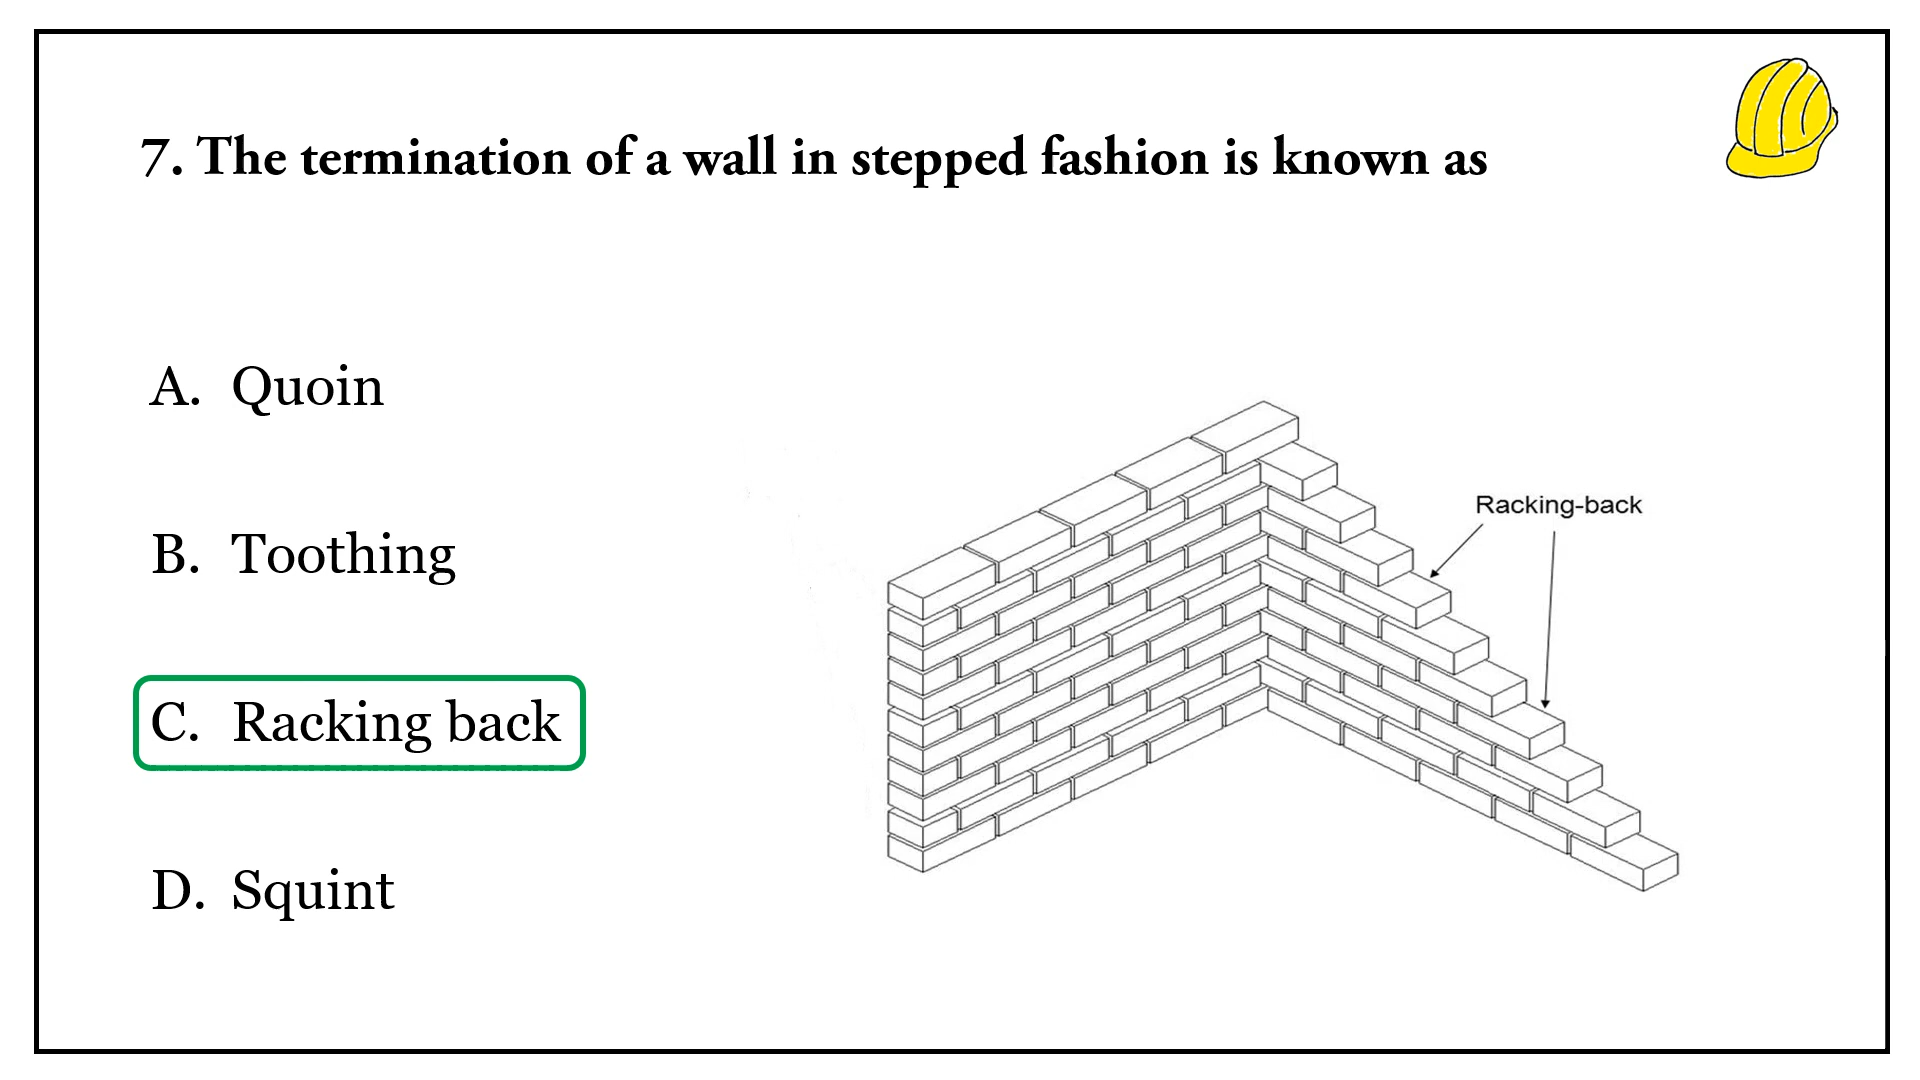 7. The termination of a wall in stepped fashion is known as
A. Quoin
B. Toothing
C. Racking back
D. Squint
Racking-back